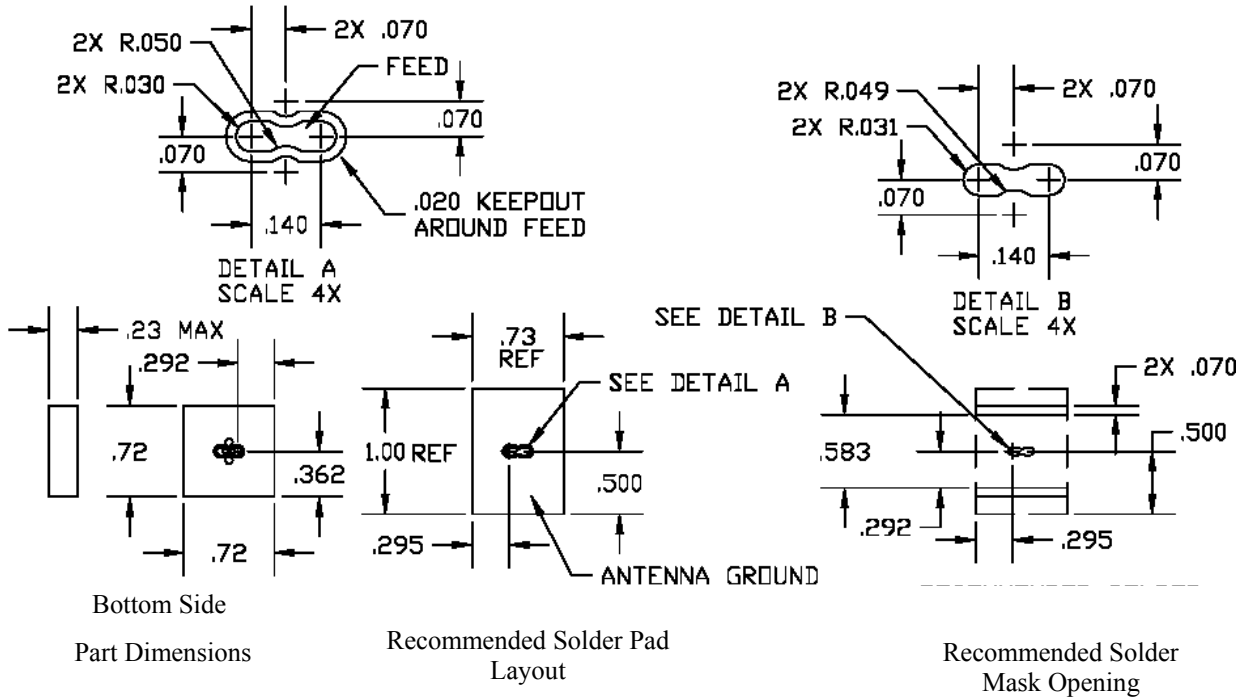 2X R.050
2X R.030
2X .070
FEED
.070
.070
.140
.020 KEEPOUT
AROUND FEED
DETAIL A
SCALE 4X
2X R.049
2X R.031
2X .070
.070
.070
.140
DETAIL B
SCALE 4X
.23 MAX
.292
.72
.362
.72
.73
REF
SEE DETAIL A
1.00 REF
.500
.295
ANTENNA GROUND
SEE DETAIL B
2X .070
.583
.500
.292
.295
Bottom Side
Part Dimensions
Recommended Solder Pad
Layout
Recommended Solder
Mask Opening